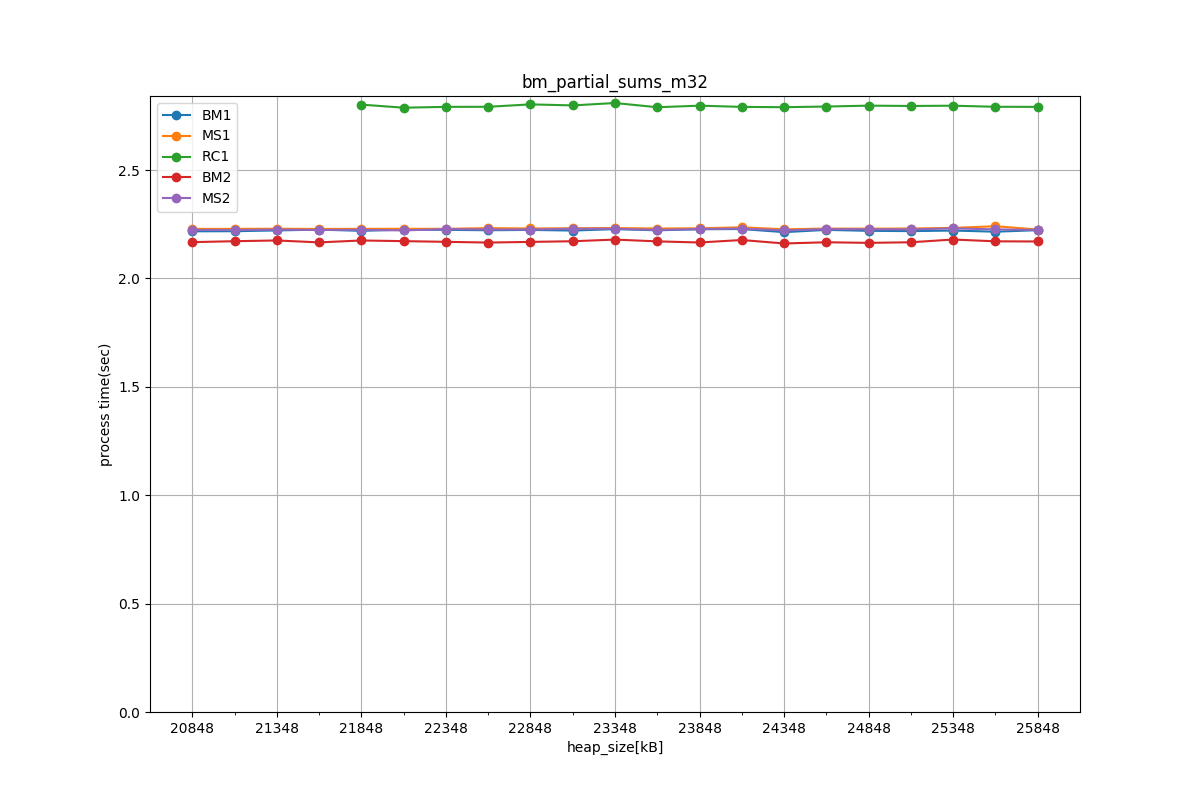 bm_partial_sums_m32
BM1
MS1
RC1
BM2
MS2
process time(sec)
2.5
2.0
1.5
1.0
0.5
0.0
20848 21348 21848 22348 22848 23348 23848 24348 24848 25348 25848
heap_size[kB]